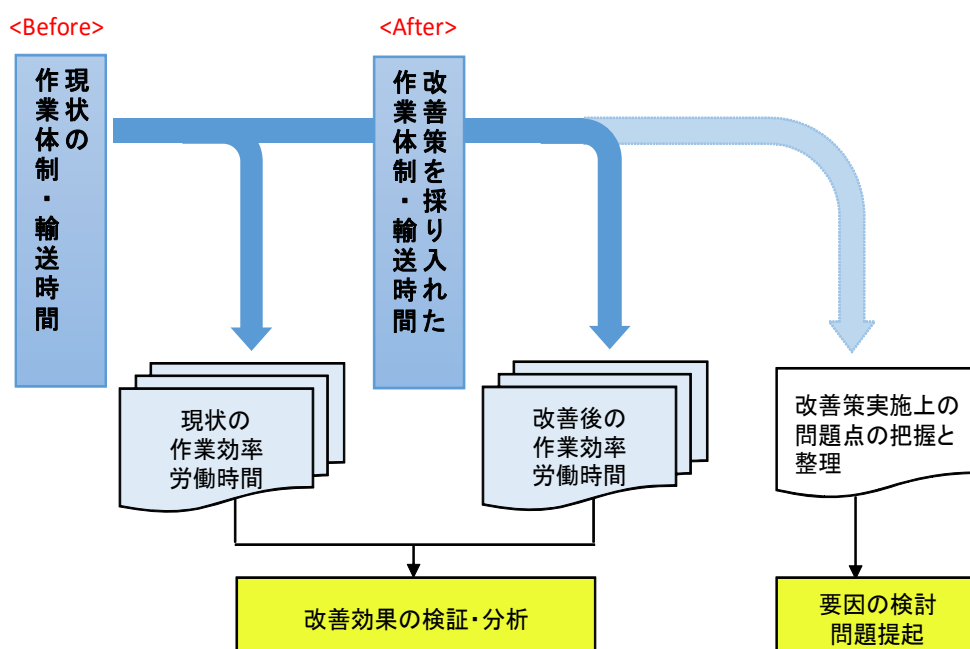 <Before>
<After>
現状の
作業体制・輸送時間
改善策を採り入れた
作業体制・輸送時間
現状の
作業効率
労働時間
改善後の
作業効率
労働時間
改善策実施上の
問題点の把握と
整理
改善効果の検証・分析
要因の検討
問題提起